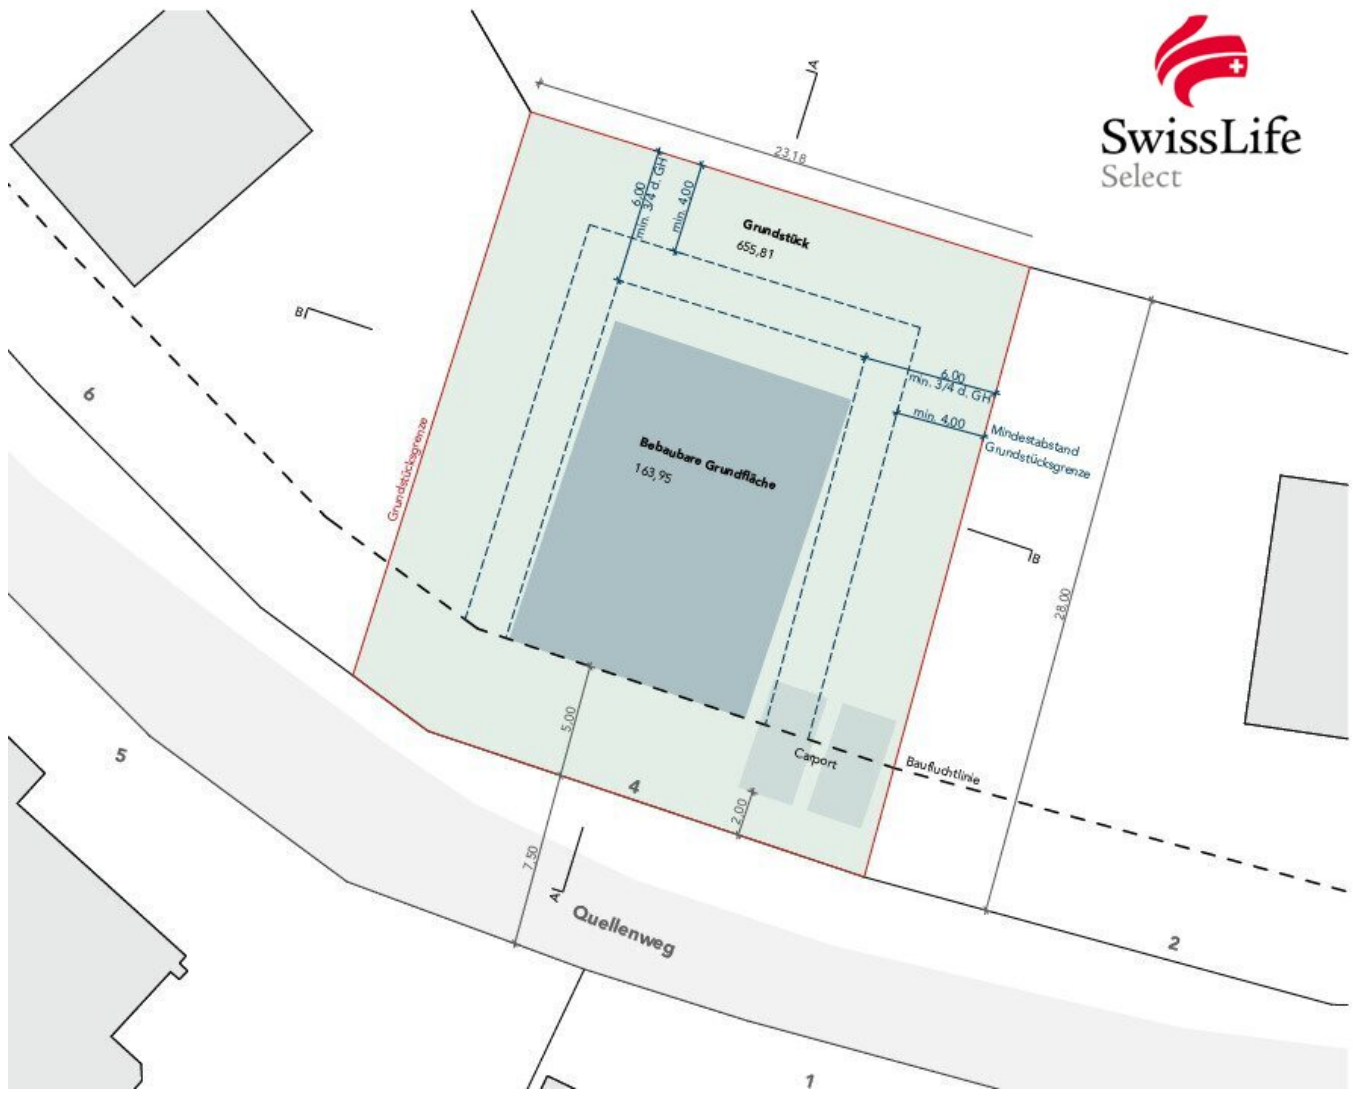 SwissLife
Select
A
23,18
6,00
min. 3/4 d. GH
min. 4,00
Grundstück
655,81
B
6,00
min. 3/4 d. GH
min. 4,00
Mindestabstand
Grundstücksgrenze
6
Grundstücksgrenze
Bebaubare Grundfläche
163,95
B
28,00
5,00
Carport
Baufluchtlinie
5
4
2,00
7,50
A
Quellenweg
2
1